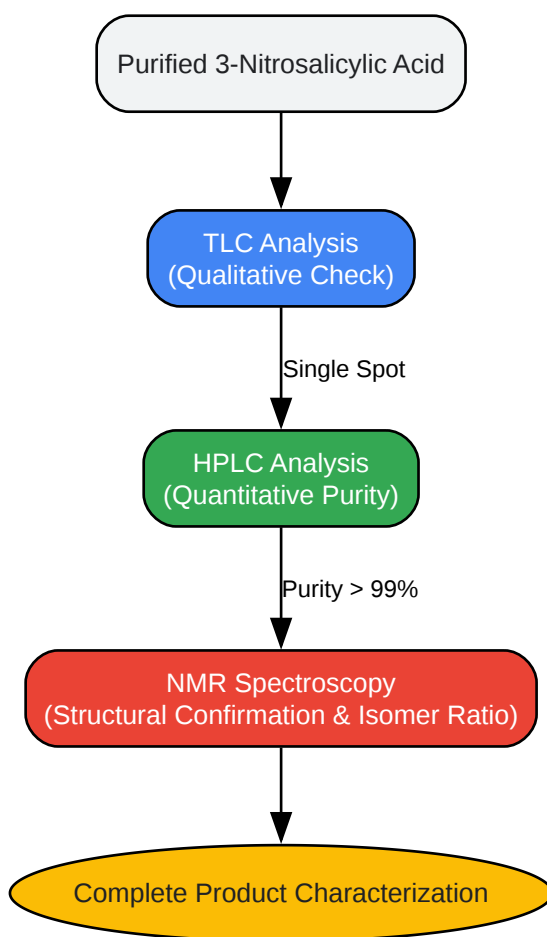 Purified 3-Nitrosalicylic Acid
TLC Analysis
(Qualitative Check)
Single Spot
HPLC Analysis
(Quantitative Purity)
Purity > 99%
NMR Spectroscopy
(Structural Confirmation & Isomer Ratio)
Complete Product Characterization